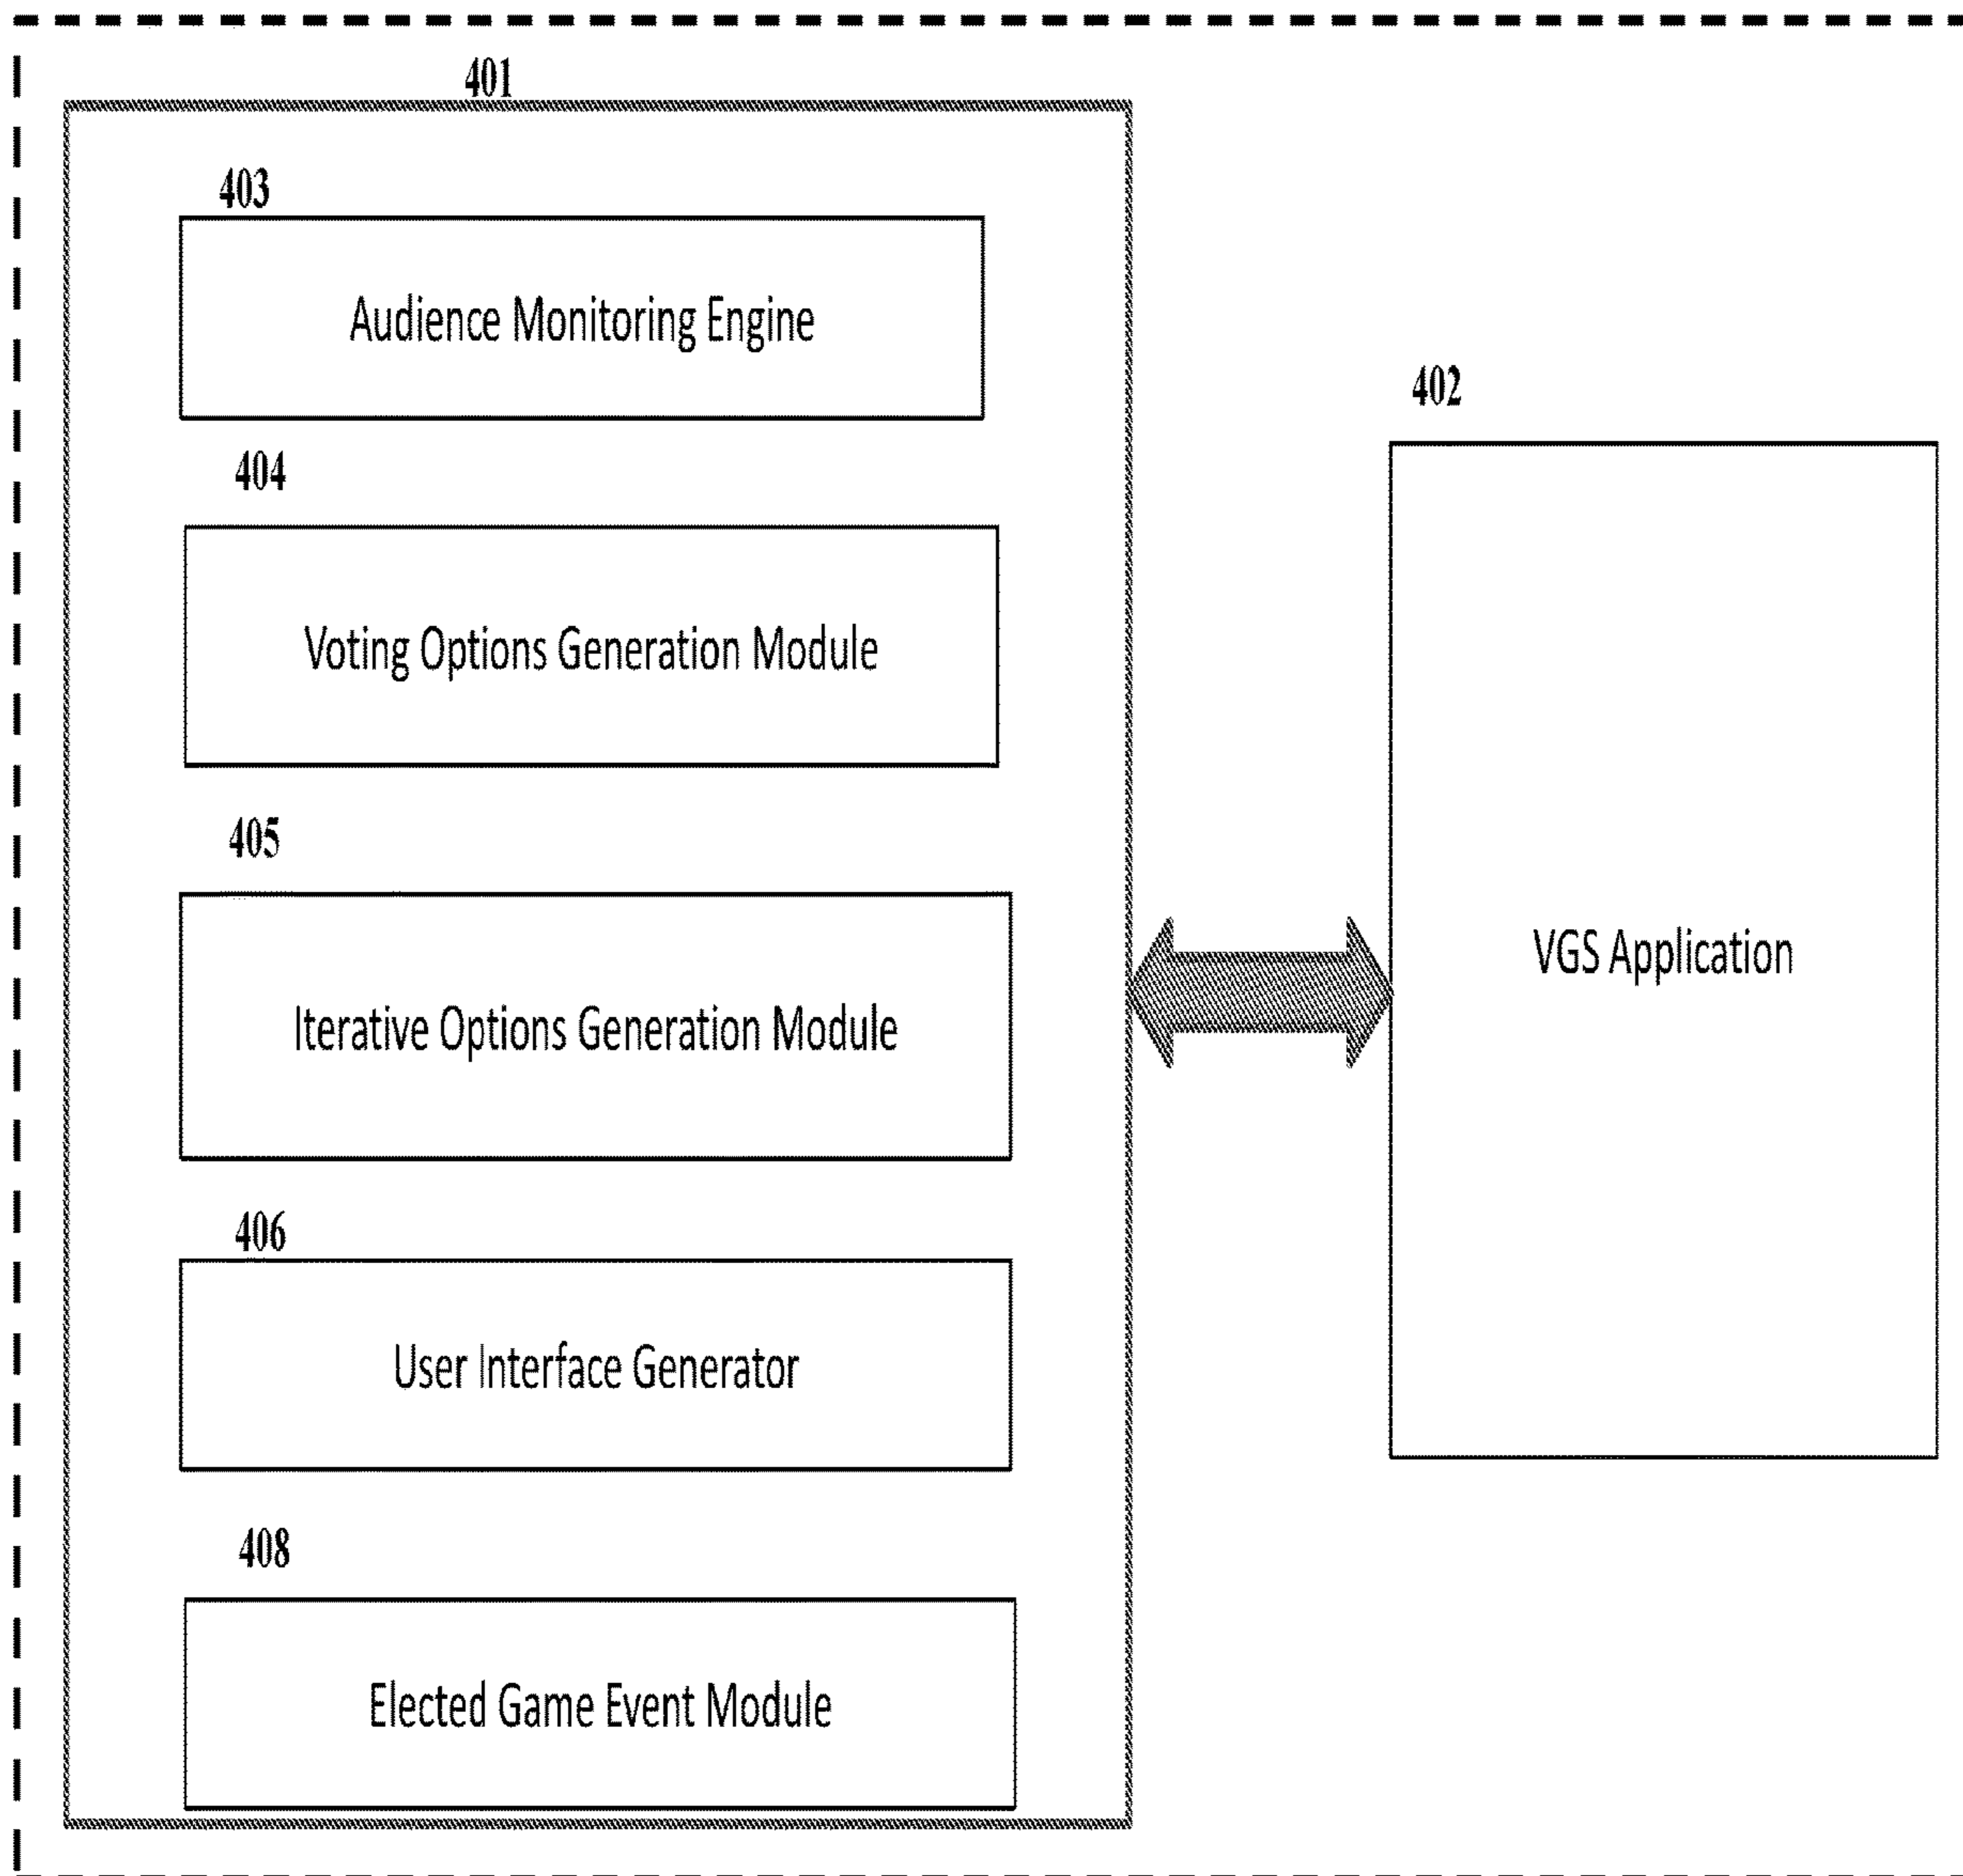 401
403
Audience Monitoring Engine
404
Voting Options Generation Module
405
Iterative Options Generation Module
406
User Interface Generator
408
Elected Game Event Module
402
VGS Application